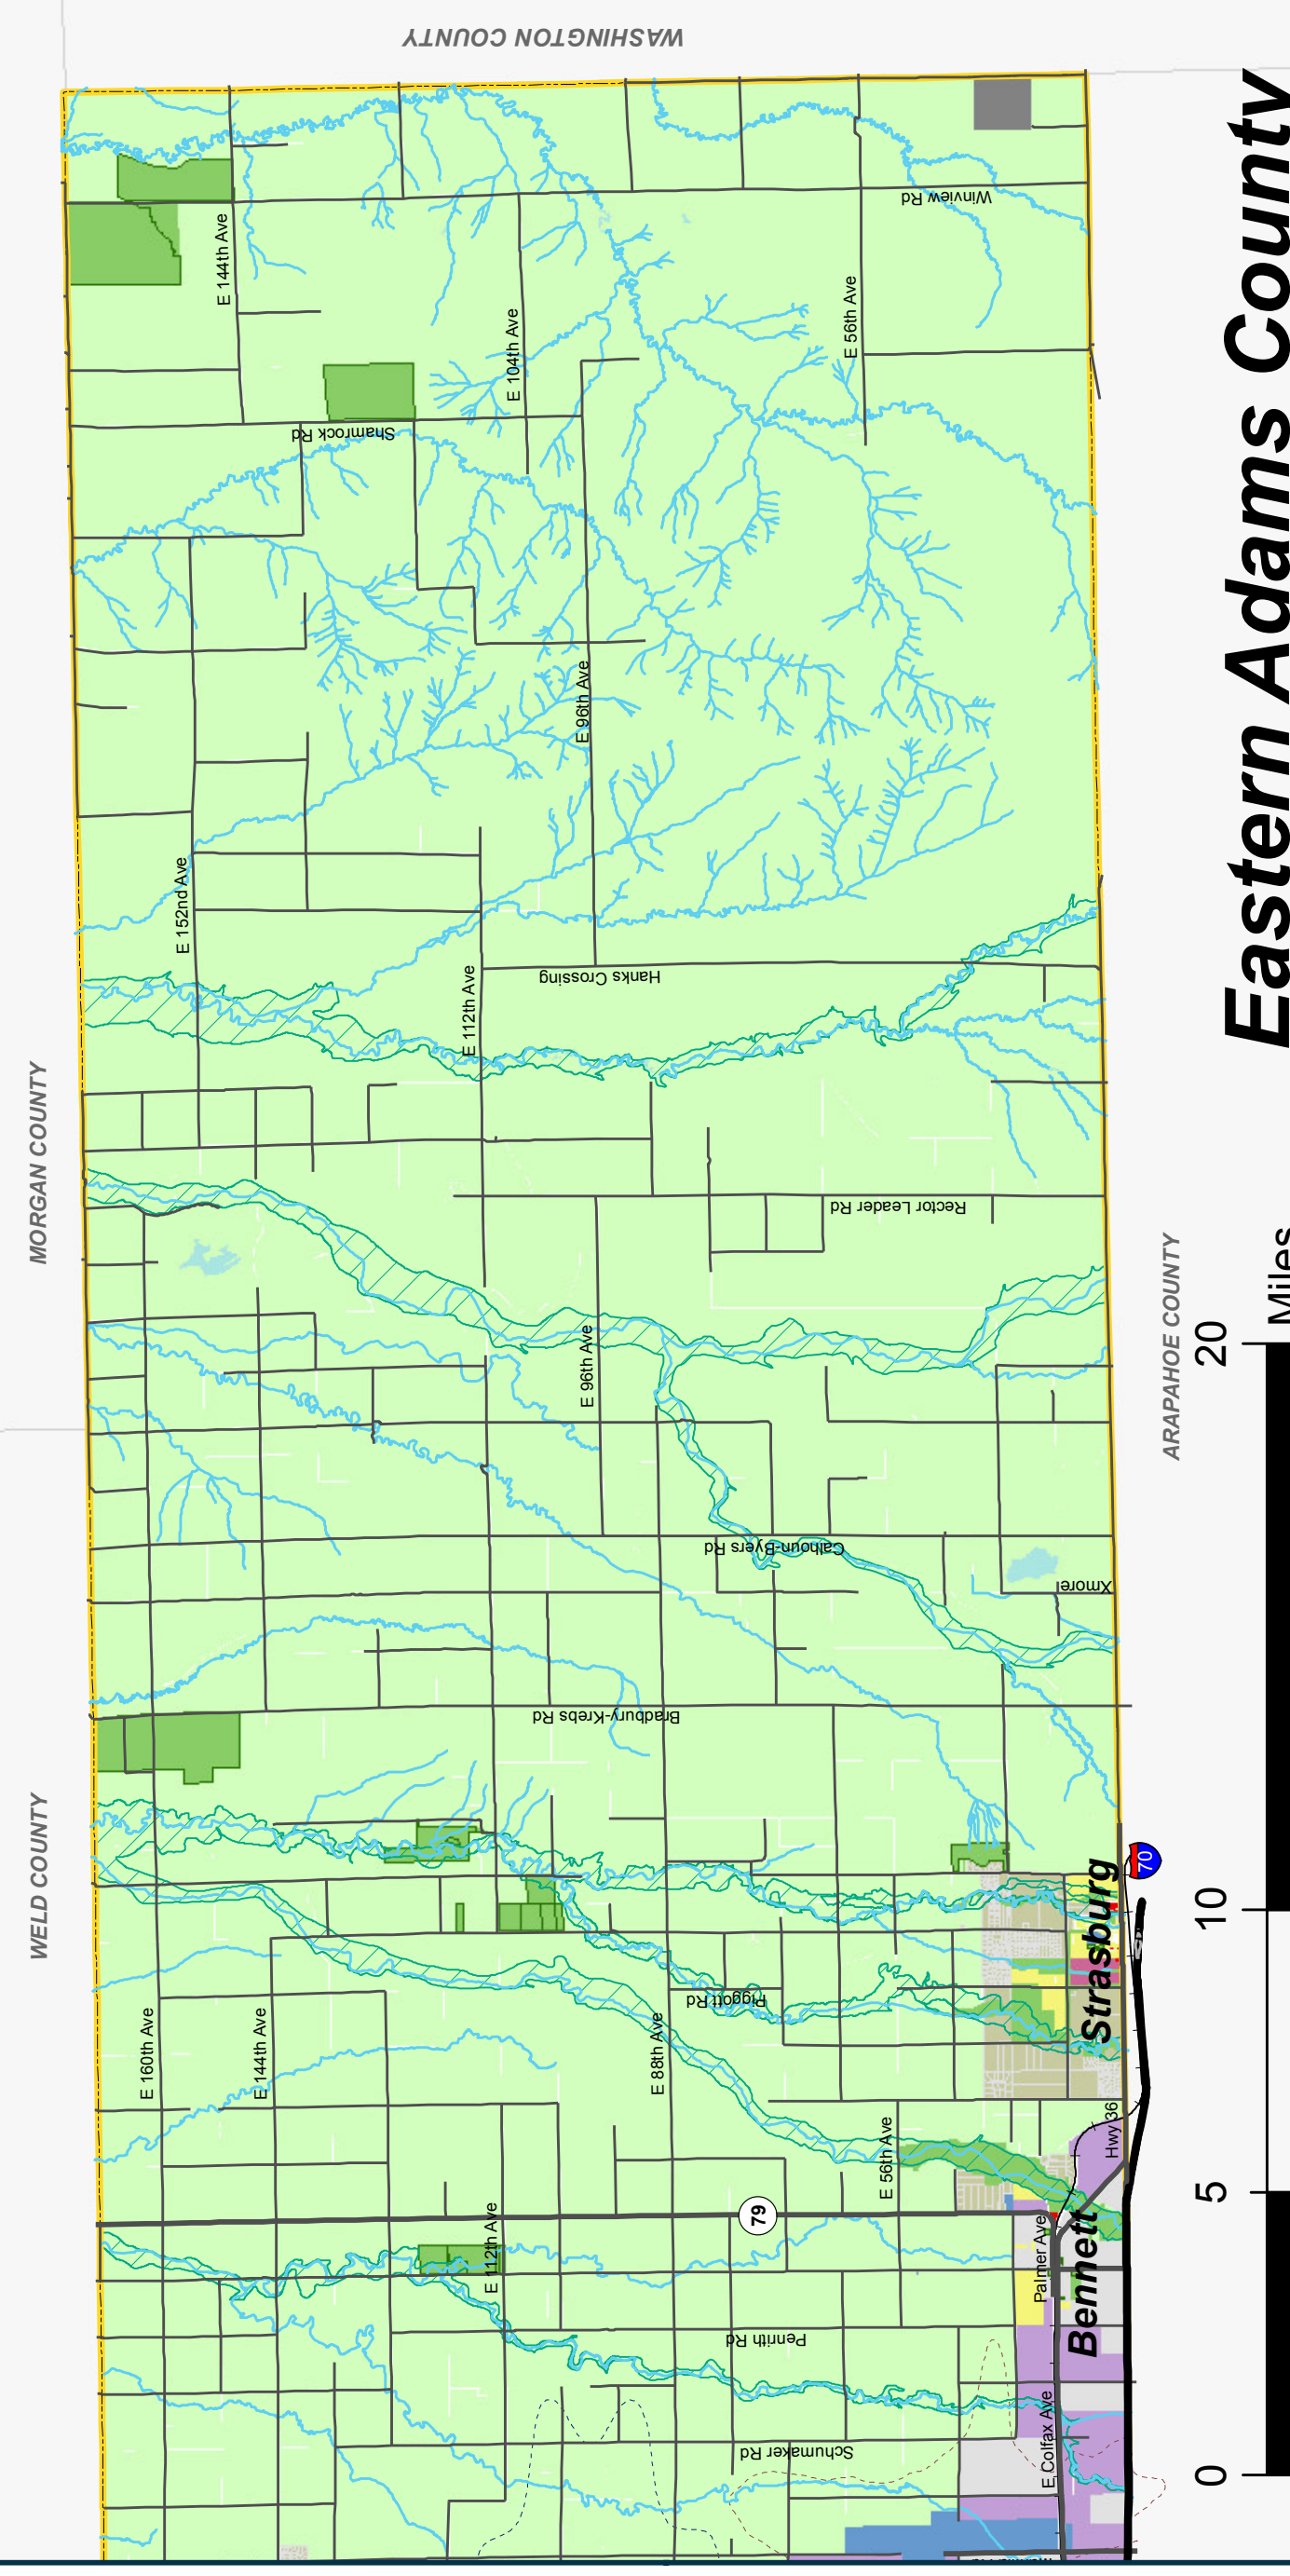 WASHINGTON COUNTY
MORGAN COUNTY
WELD COUNTY
ARAPAHOE COUNTY
Eastern Adams County
E 144th Ave
E 104th Ave
E 56th Ave
Winview Rd
Shamrock Rd
E 96th Ave
E 152nd Ave
E 112th Ave
Hanks Crossing
Rector Leader Rd
E 96th Ave
Calhoun-Byers Rd
Xmore
Bradbury-Krebs Rd
Piggott Rd
E 160th Ave
E 144th Ave
E 88th Ave
E 56th Ave
E 112th Ave
79
70
Strasburg
Hwy 36
Palmer Ave
Bennett
Penrith Rd
Schumaker Rd
E Colfax Ave
0
5
10
20
Miles